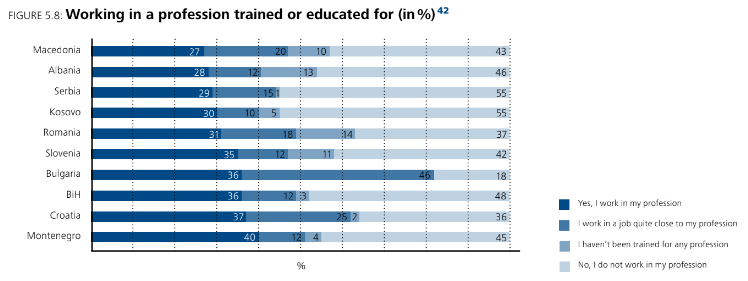 FIGURE 5.8: Working in a profession trained or educated for (in %) 42
Macedonia 27 20 10 43
Albania 28 12 13 46
Serbia 29 15 1 55
Kosovo 30 10 5 55
Romania 31 18 14 37
Slovenia 35 12 11 42
Bulgaria 36 46 18
BiH 36 12 3 48
Croatia 37 25 2 36
Montenegro 40 12 4 45
%
Yes, I work in my profession
I work in a job quite close to my profession
I haven't been trained for any profession
No, I do not work in my profession